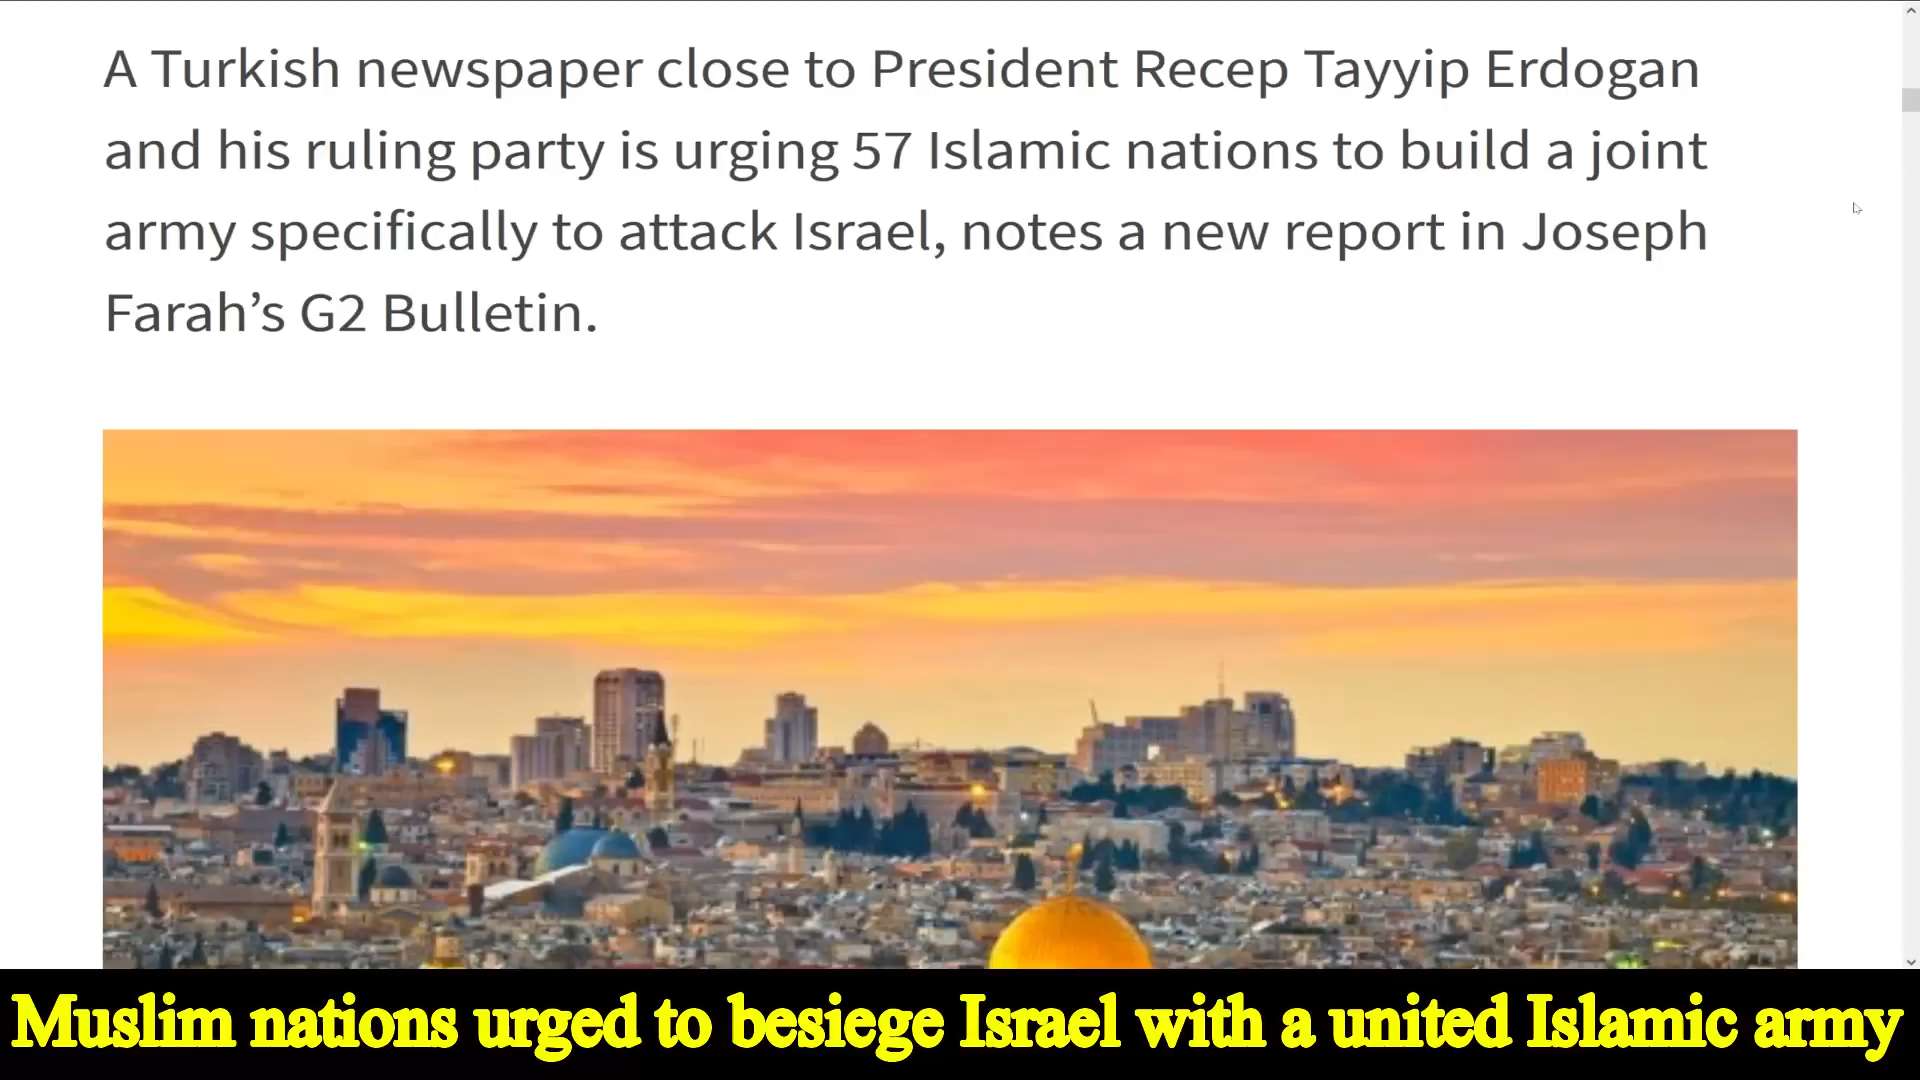 A Turkish newspaper close to President Recep Tayyip Erdogan
and his ruling party is urging 57 Islamic nations to build a joint
army specifically to attack Israel, notes a new report in Joseph
Farah’s G2 Bulletin.
Muslim nations urged to besiege Israel with a united Islamic army